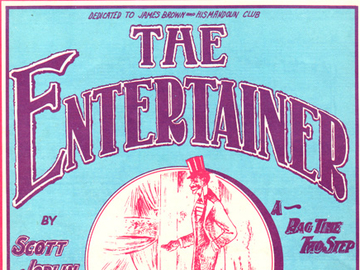 DEDICATED TO JAMES BROWN AND HIS MANDOLIN CLUB
THE
ENTERTAINER
BY
SCOTT
JOPLIN
A
RAG TIME
TWO STEP